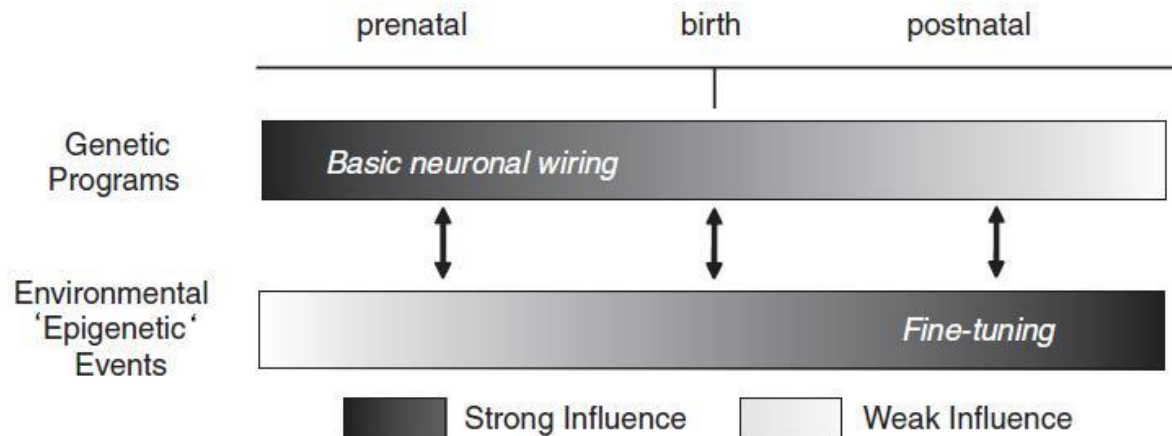 prenatal birth postnatal
Genetic
Programs
Basic neuronal wiring
Environmental
'Epigenetic‘
Events
Fine-tuning
Strong Influence Weak Influence